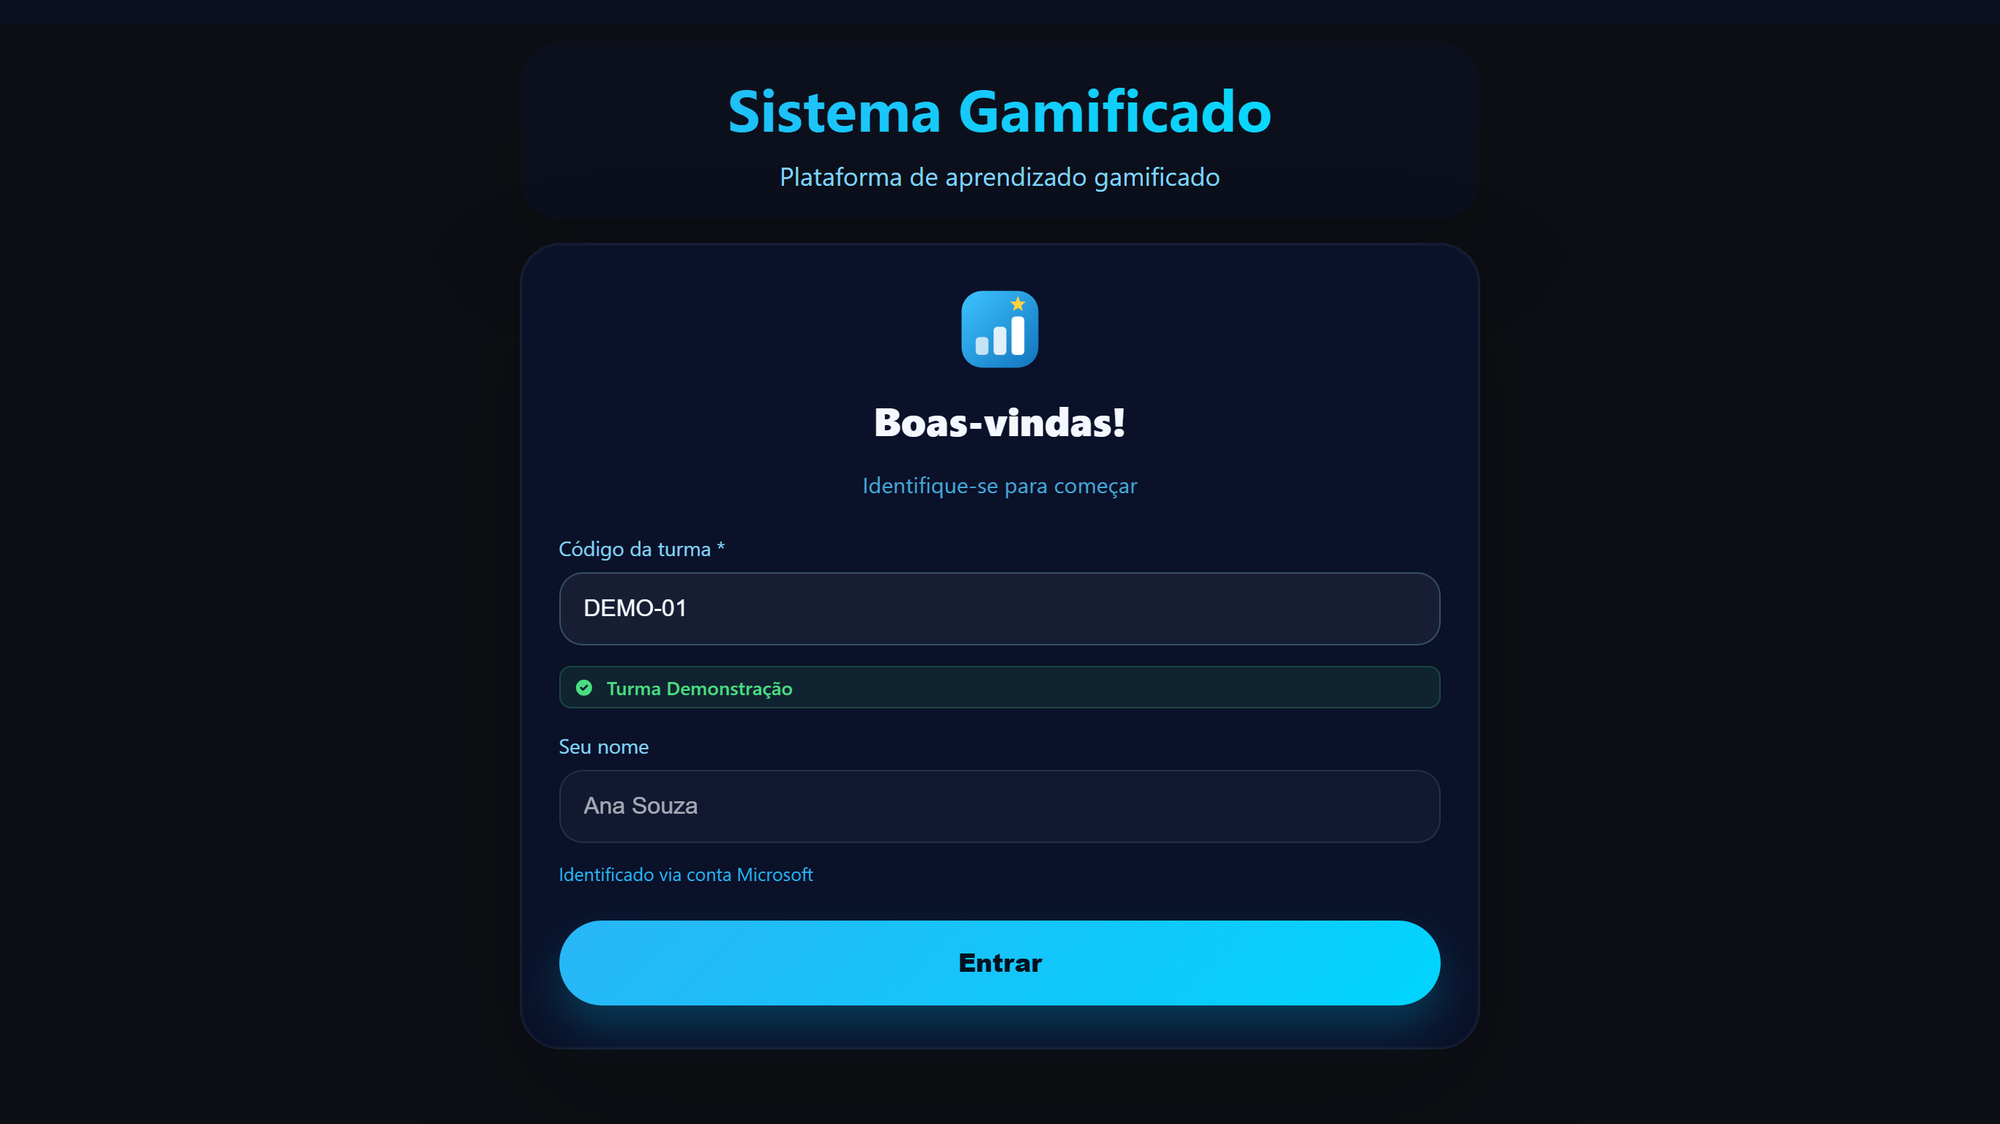 Sistema Gamificado
Plataforma de aprendizado gamificado
Boas-vindas!
Identifique-se para começar
Código da turma *
DEMO-01
Turma Demonstração
Seu nome
Ana Souza
Identificado via conta Microsoft
Entrar